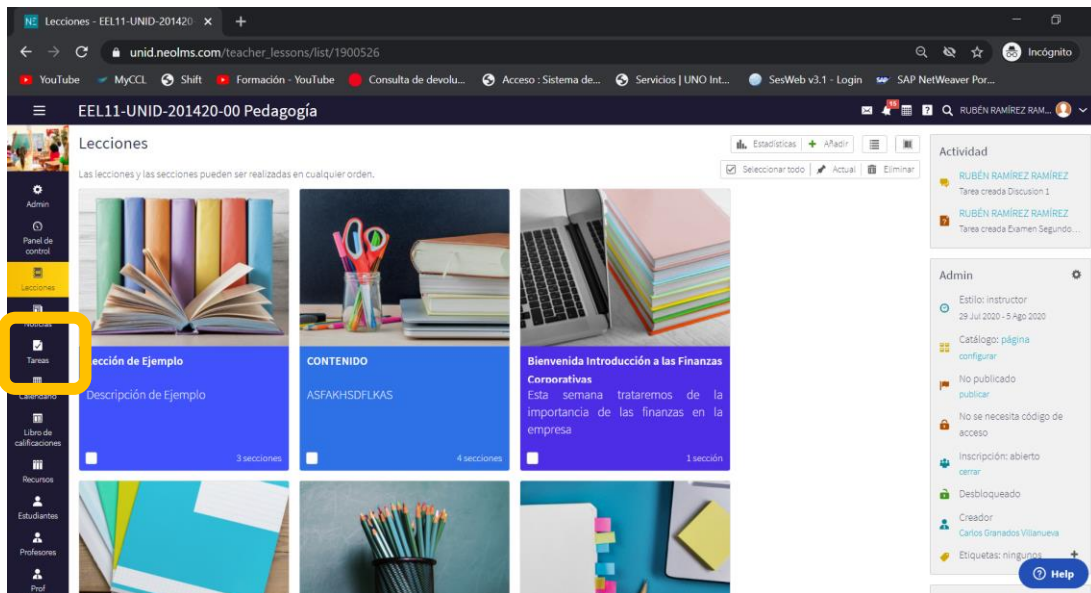 Lecciones - EEL11-UNID-201420
unid.neolms.com/teacher_lessons/list/1900526
Incógnito
YouTube MyCCL Shift Formación - YouTube Consulta de devolu... Acceso : Sistema de... Servicios | UNO Int... SesWeb v3.1 - Login SAP NetWeaver Por...
EEL11-UNID-201420-00 Pedagogía
RUBÉN RAMÍREZ RAM...
Lecciones
Estadísticas Añadir
Las lecciones y las secciones pueden ser realizadas en cualquier orden.
Seleccionar todo Actual Eliminar
Admin
Panel de control
Lecciones
Noticias
Tareas
Calendario
Libro de calificaciones
Recursos
Estudiantes
Profesores
Prof
Lección de Ejemplo
Descripción de Ejemplo
3 secciones
CONTENIDO
ASFAKHSDFLKAS
4 secciones
Bienvenida Introducción a las Finanzas
Corporativas
Esta semana trataremos de la
importancia de las finanzas en la
empresa
1 sección
Actividad
RUBÉN RAMÍREZ RAMÍREZ
Tarea creada Discusion 1
RUBÉN RAMÍREZ RAMÍREZ
Tarea creada Examen Segundo...
Admin
Estilo: instructor
29 Jul 2020 - 5 Ago 2020
Catálogo: página
configurar
No publicado
publicar
No se necesita código de
acceso
Inscripción: abierto
cerrar
Desbloqueado
Creador
Carlos Granados Villanueva
Etiquetas: ningunos
Help